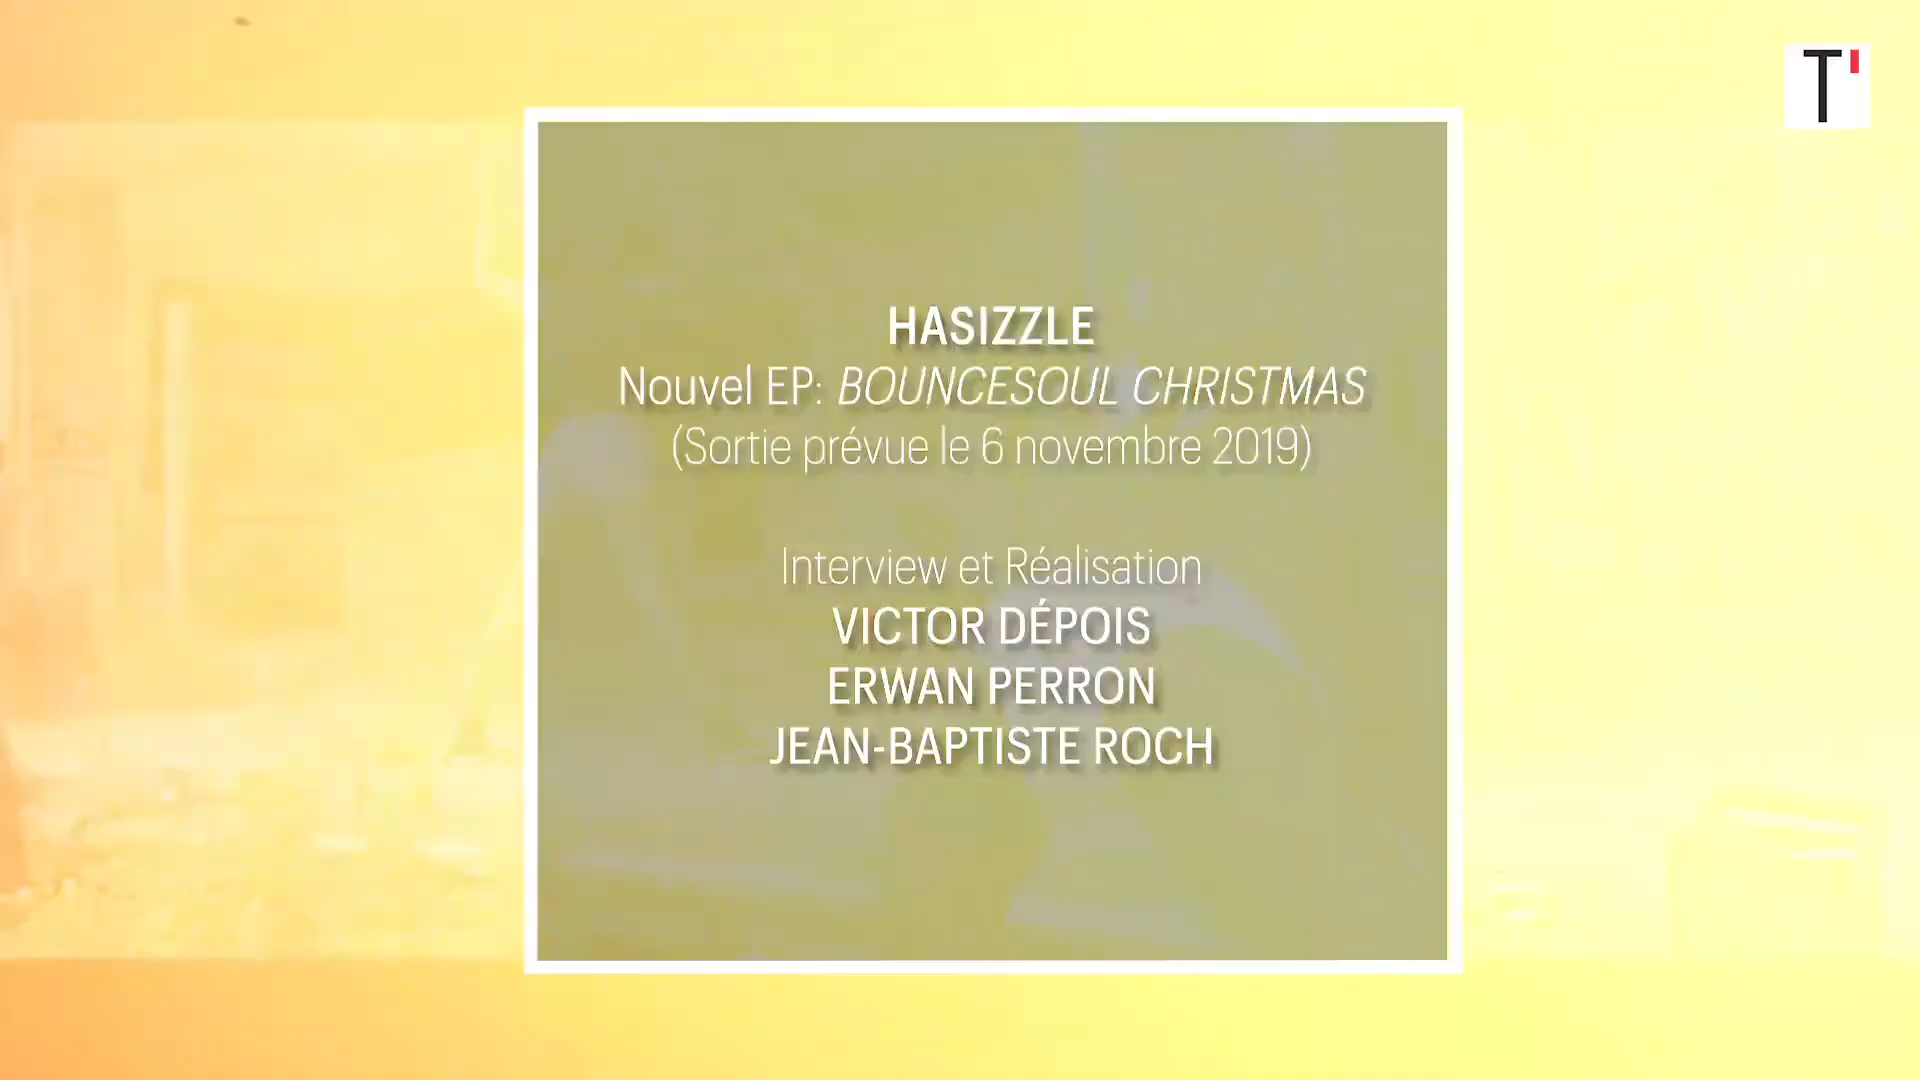 T'
HASIZZLE
Nouvel EP: BOUNCESOUL CHRISTMAS
(Sortie prévue le 6 novembre 2019)
Interview et Réalisation
VICTOR DÉPOIS
ERWAN PERRON
JEAN-BAPTISTE ROCH